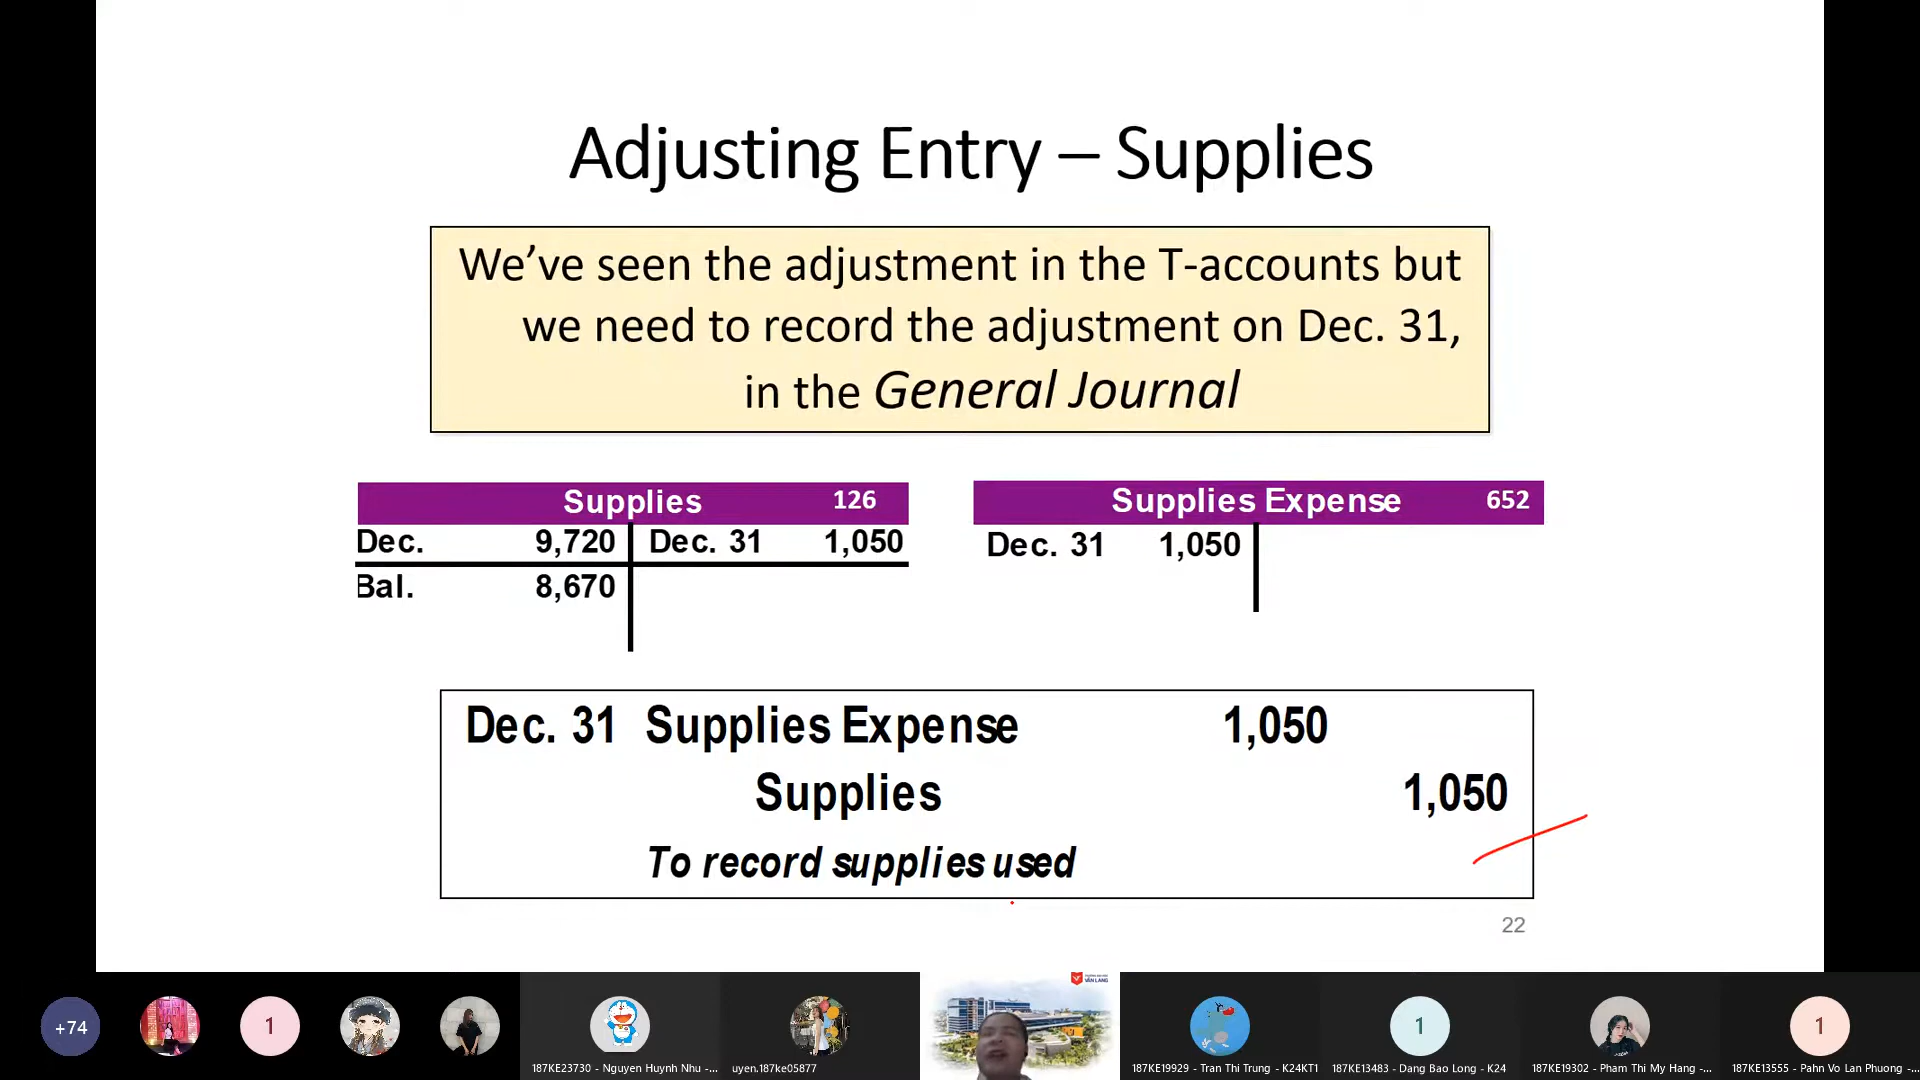 Adjusting Entry – Supplies
We’ve seen the adjustment in the T-accounts but
we need to record the adjustment on Dec. 31,
in the General Journal
Supplies 126
Dec. 9,720 Dec. 31 1,050
Bal. 8,670
Supplies Expense 652
Dec. 31 1,050
Dec. 31 Supplies Expense 1,050
Supplies 1,050
To record supplies used
22
+74
1
VAN LANG
1
1
187KE23730 - Nguyen Huynh Nhu -...
uyen.187ke05877
187KE19929 - Tran Thi Trung - K24KT1
187KE13483 - Dang Bao Long - K24
187KE19302 - Pham Thi My Hang -...
187KE13555 - Pahn Vo Lan Phuong -...